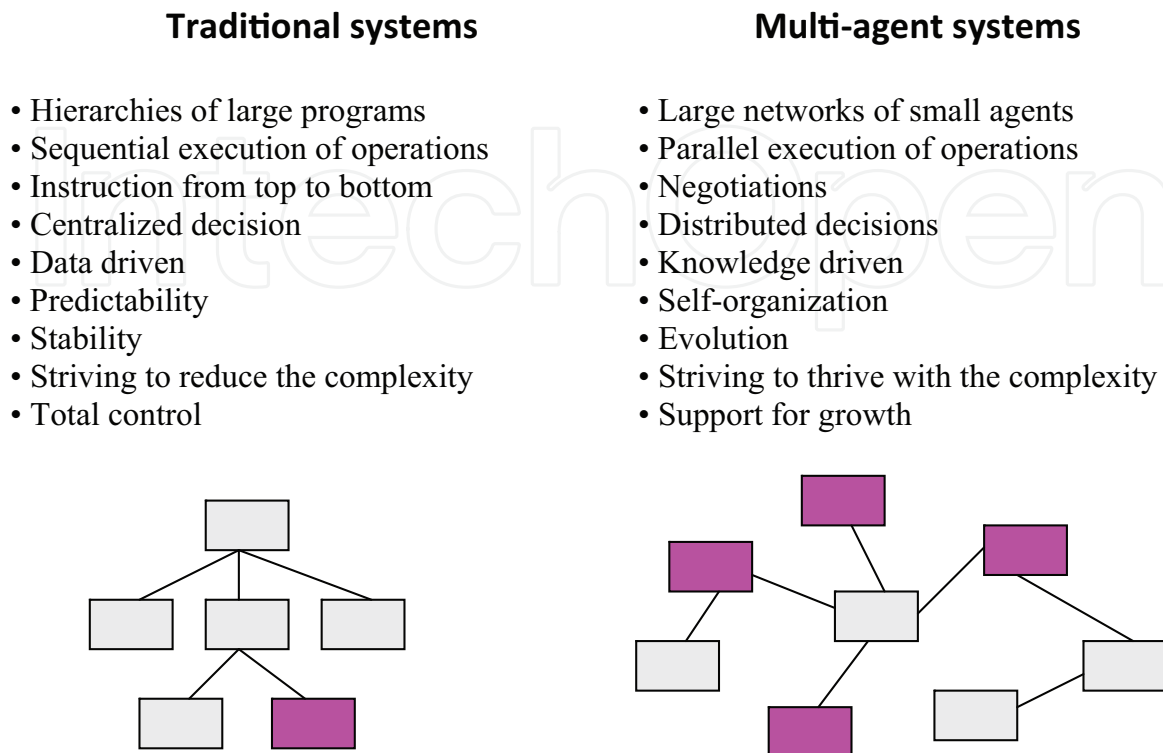 Traditional systems
• Hierarchies of large programs
• Sequential execution of operations
• Instruction from top to bottom
• Centralized decision
• Data driven
• Predictability
• Stability
• Striving to reduce the complexity
• Total control
Multi-agent systems
• Large networks of small agents
• Parallel execution of operations
• Negotiations
• Distributed decisions
• Knowledge driven
• Self-organization
• Evolution
• Striving to thrive with the complexity
• Support for growth
IntechOpen